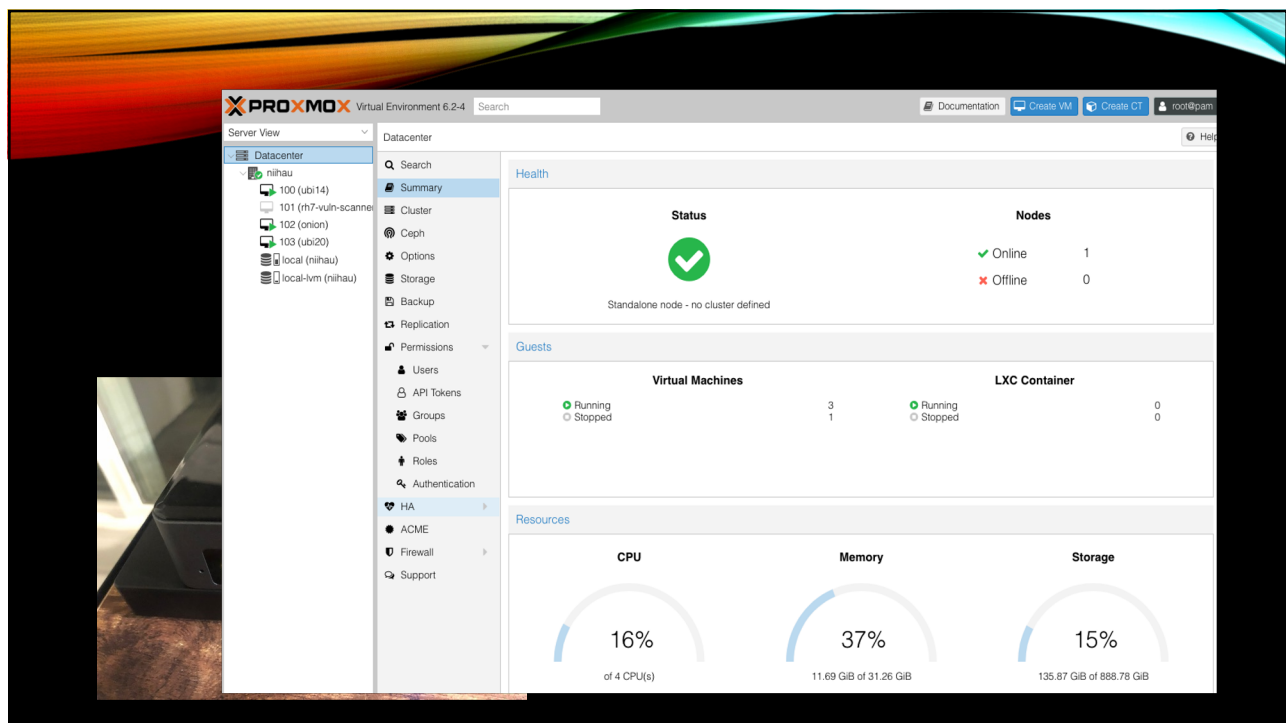 PROXMOX Virtual Environment 6.2-4 Search Documentation Create VM Create CT root@pam
Server View
Datacenter
niihau
100 (ubi14)
101 (rh7-vuln-scanner
102 (onion)
103 (ubi20)
local (niihau)
local-lvm (niihau)
Datacenter Help
Search
Summary
Cluster
Ceph
Options
Storage
Backup
Replication
Permissions
Users
API Tokens
Groups
Pools
Roles
Authentication
HA
ACME
Firewall
Support
Health
Status
Standalone node - no cluster defined
Nodes
Online 1
Offline 0
Guests
Virtual Machines
Running 3
Stopped 1
LXC Container
Running 0
Stopped 0
Resources
CPU
16%
of 4 CPU(s)
Memory
37%
11.69 GiB of 31.26 GiB
Storage
15%
135.87 GiB of 888.78 GiB